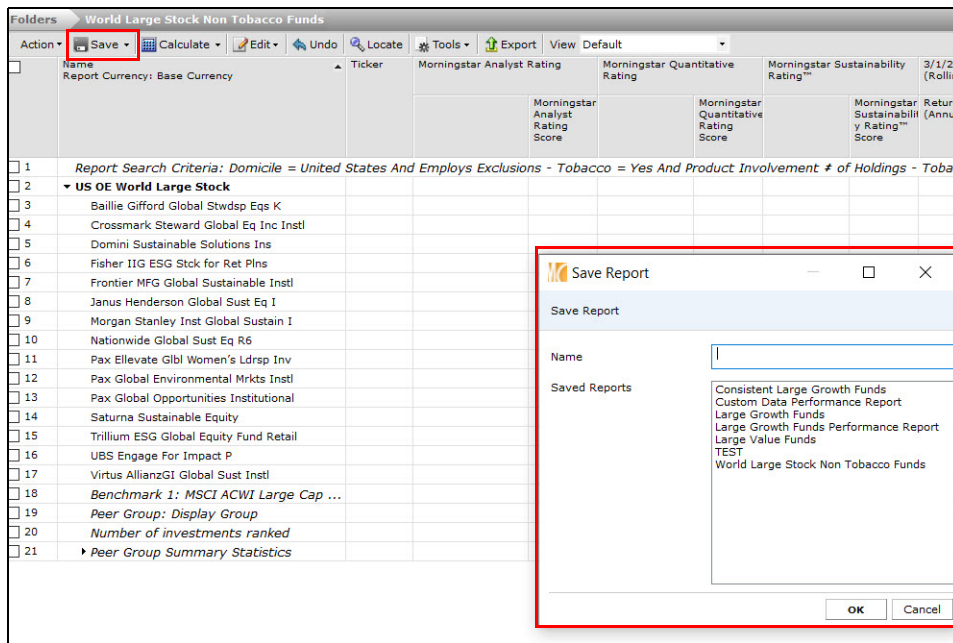 Folders World Large Stock Non Tobacco Funds
Action Save Calculate Edit Undo Locate Tools Export View Default
Name Ticker Morningstar Analyst Rating Morningstar Quantitative Morningstar Sustainability 3/1/2
Report Currency: Base Currency Rating Rating™ (Rolli
Morningstar Morningstar Morningstar Retur
Analyst Quantitative Sustainabilit (Annu
Rating Rating y Rating™
Score Score Score
1 Report Search Criteria: Domicile = United States And Employs Exclusions - Tobacco = Yes And Product Involvement ≠ of Holdings - Toba
2 US OE World Large Stock
3 Baillie Gifford Global Stwdsp Eqs K
4 Crossmark Steward Global Eq Inc Instl
5 Domini Sustainable Solutions Ins
6 Fisher IIG ESG Stck for Ret Plns
7 Frontier MFG Global Sustainable Instl
8 Janus Henderson Global Sust Eq I
9 Morgan Stanley Inst Global Sustain I
10 Nationwide Global Sust Eq R6
11 Pax Ellevate Glbl Women's Ldrsp Inv
12 Pax Global Environmental Mrkts Instl
13 Pax Global Opportunities Institutional
14 Saturna Sustainable Equity
15 Trillium ESG Global Equity Fund Retail
16 UBS Engage For Impact P
17 Virtus AllianzGI Global Sust Instl
18 Benchmark 1: MSCI ACWI Large Cap ...
19 Peer Group: Display Group
20 Number of investments ranked
21 Peer Group Summary Statistics
Save Report
Save Report
Name
Saved Reports
Consistent Large Growth Funds
Custom Data Performance Report
Large Growth Funds
Large Growth Funds Performance Report
Large Value Funds
TEST
World Large Stock Non Tobacco Funds
OK Cancel